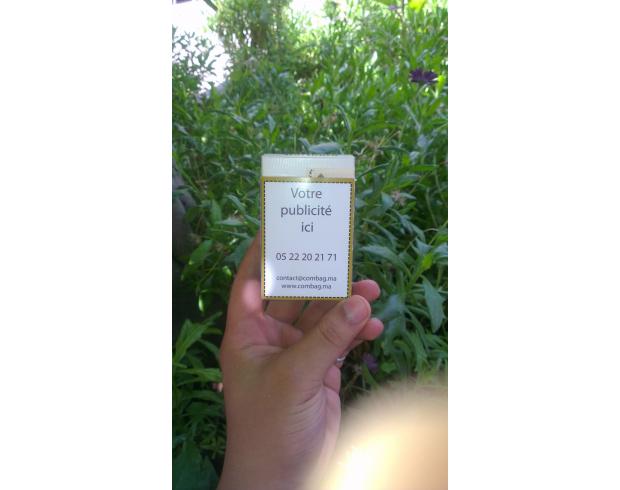 Votre
publicité
ici
05 22 20 21 71
contact@combag.ma
www.combag.ma